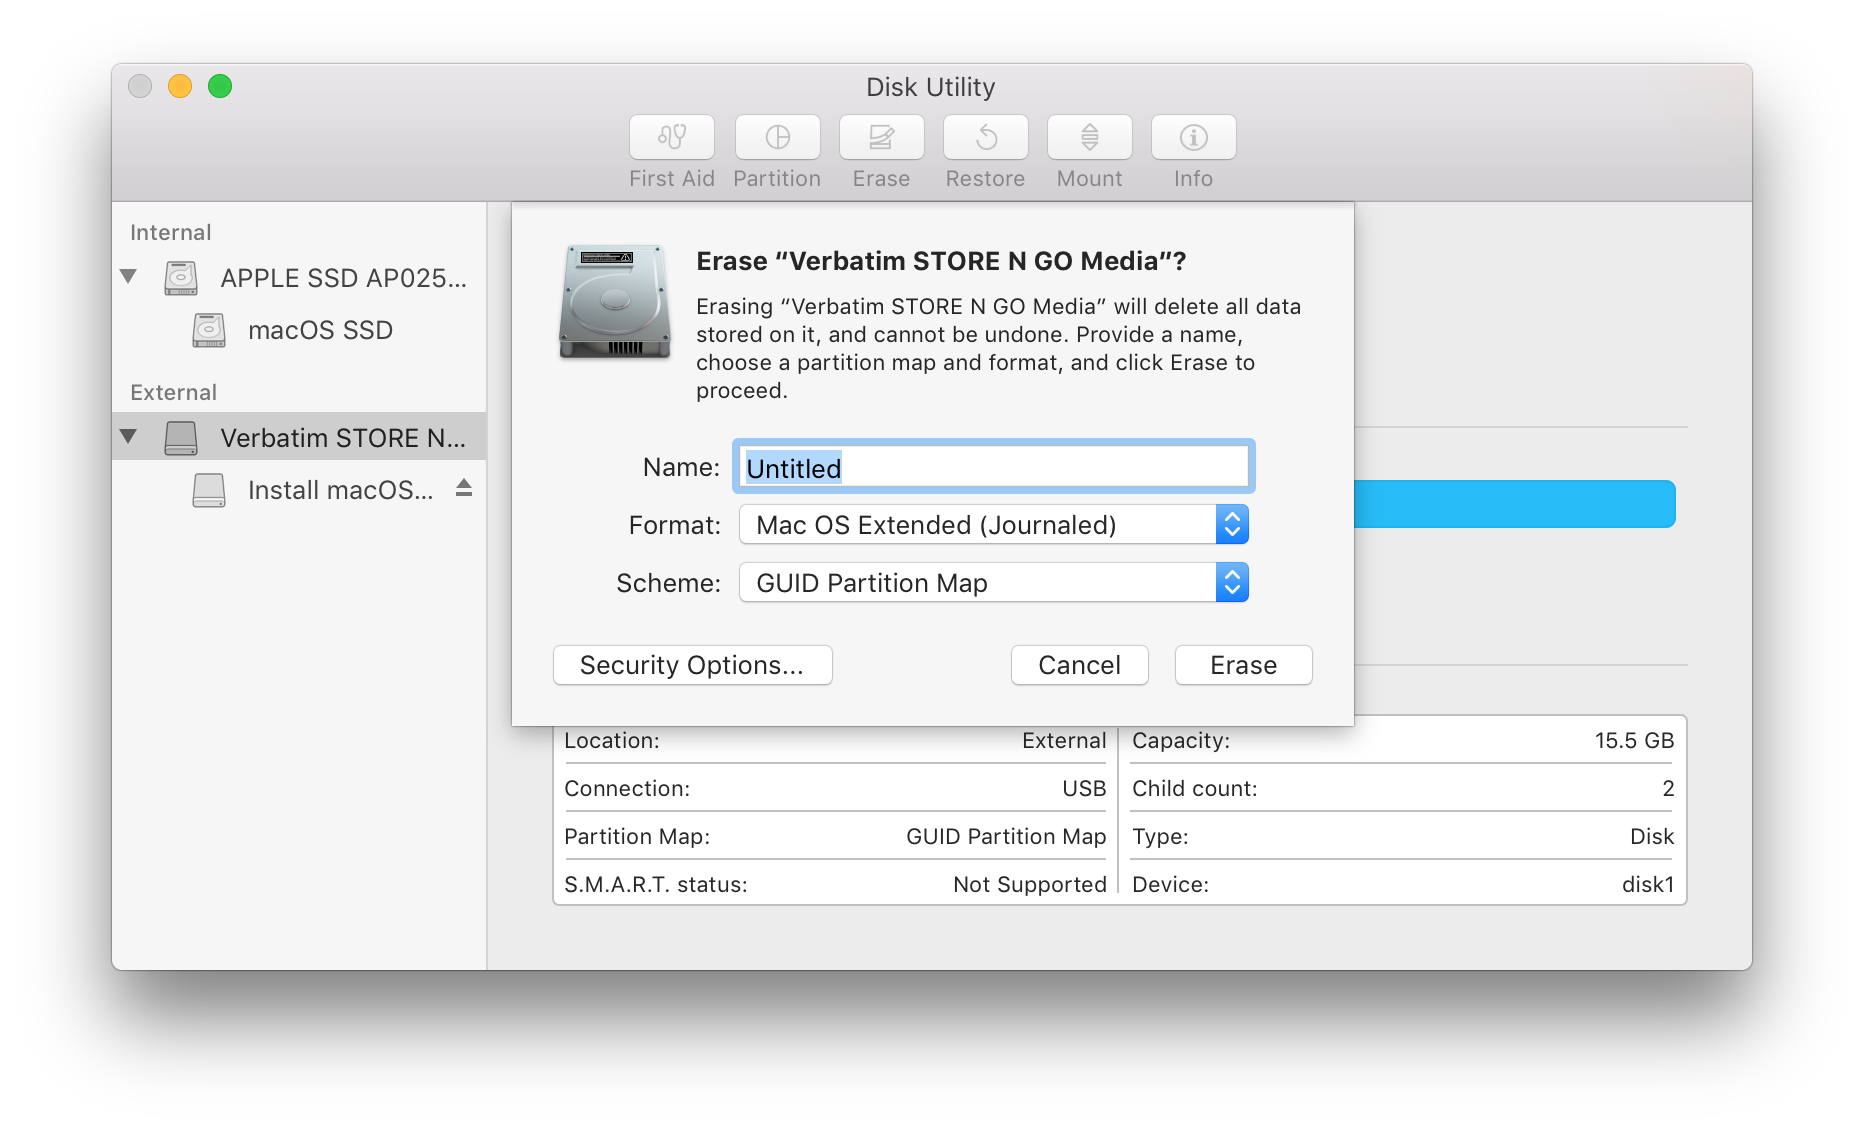 Disk Utility
First Aid
Partition
Erase
Restore
Mount
Info
Internal
APPLE SSD AP025...
macOS SSD
External
Verbatim STORE N...
Install macOS...
Erase “Verbatim STORE N GO Media”?
Erasing “Verbatim STORE N GO Media” will delete all data
stored on it, and cannot be undone. Provide a name,
choose a partition map and format, and click Erase to
proceed.
Name: Untitled
Format: Mac OS Extended (Journaled)
Scheme: GUID Partition Map
Security Options...
Cancel
Erase
Location: External
Capacity: 15.5 GB
Connection: USB
Child count: 2
Partition Map: GUID Partition Map
Type: Disk
S.M.A.R.T. status: Not Supported
Device: disk1